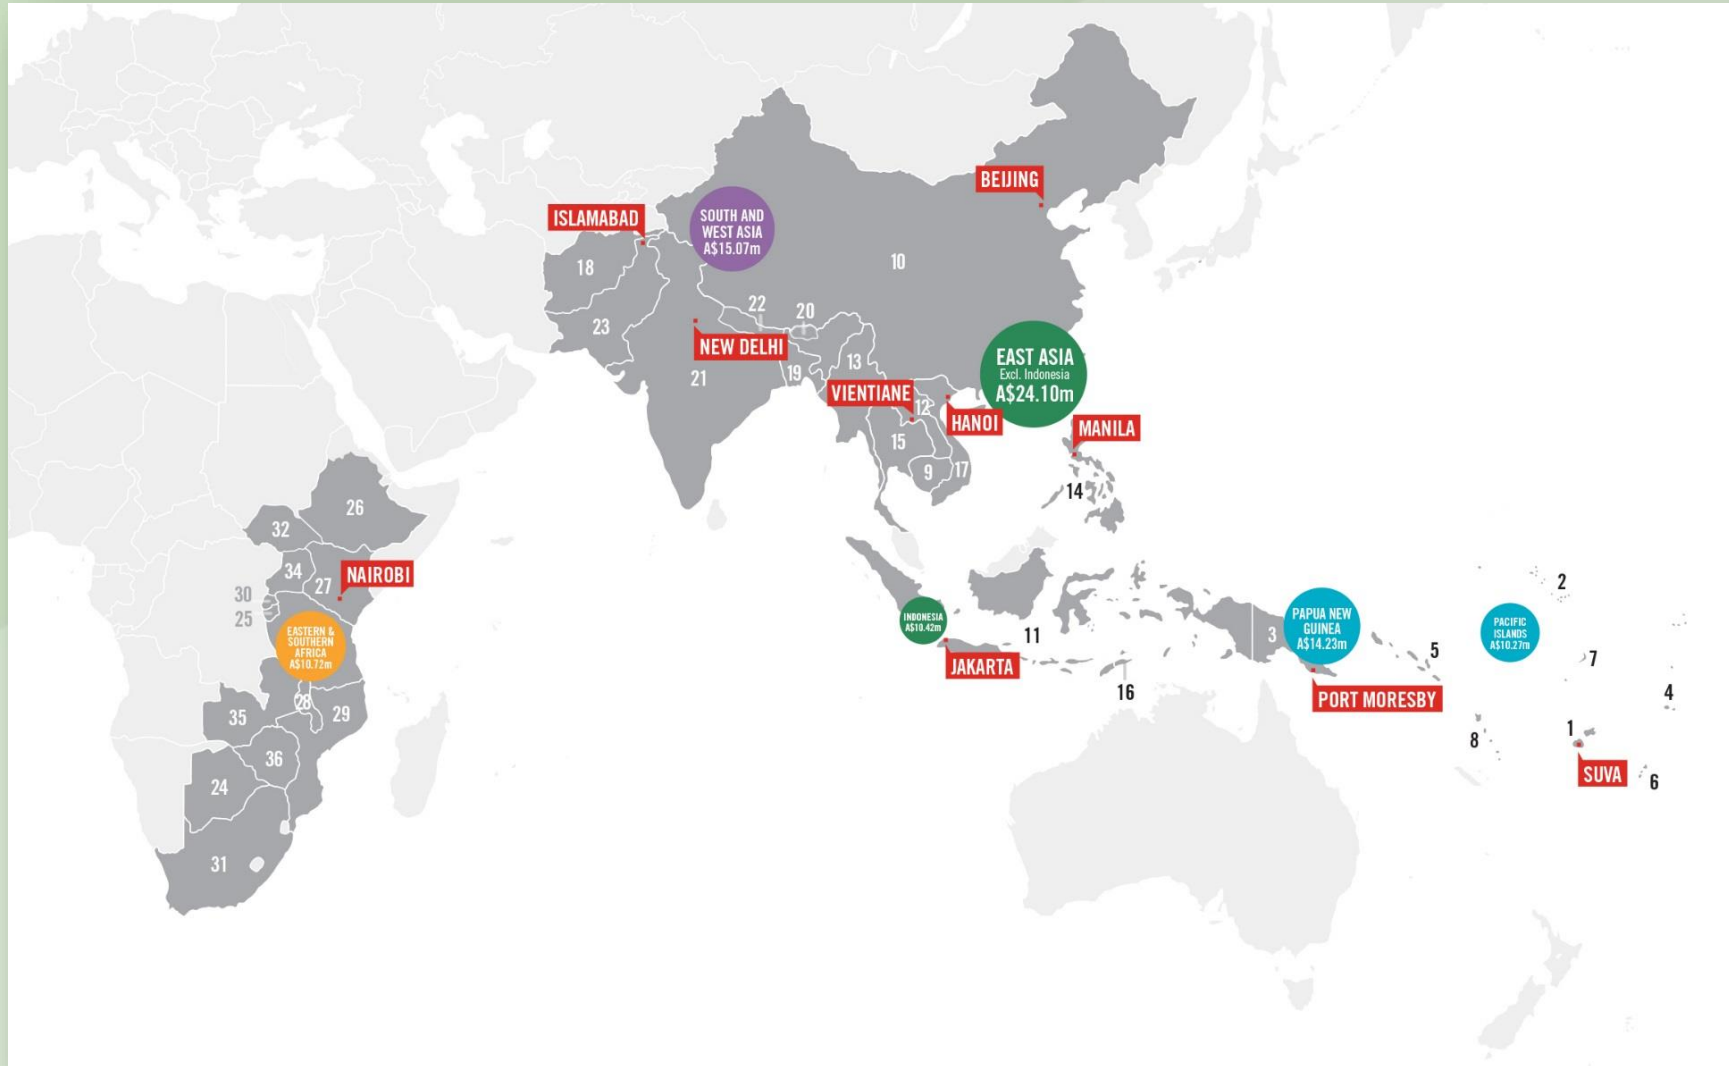 BEIJING
ISLAMABAD
SOUTH AND
WEST ASIA
A$15.07m
18
10
22
20
23
NEW DELHI
21
19
13
EAST ASIA
Excl. Indonesia
A$24.10m
VIENTIANE
12
HANOI
MANILA
15
9
17
14
26
32
34
27
NAIROBI
30
25
EASTERN &
SOUTHERN
AFRICA
A$10.72m
28
29
35
36
24
31
INDONESIA
A$10.42m
11
JAKARTA
16
3
PAPUA NEW
GUINEA
A$14.23m
PORT MORESBY
PACIFIC
ISLANDS
A$10.27m
2
5
7
4
8
1
SUVA
6